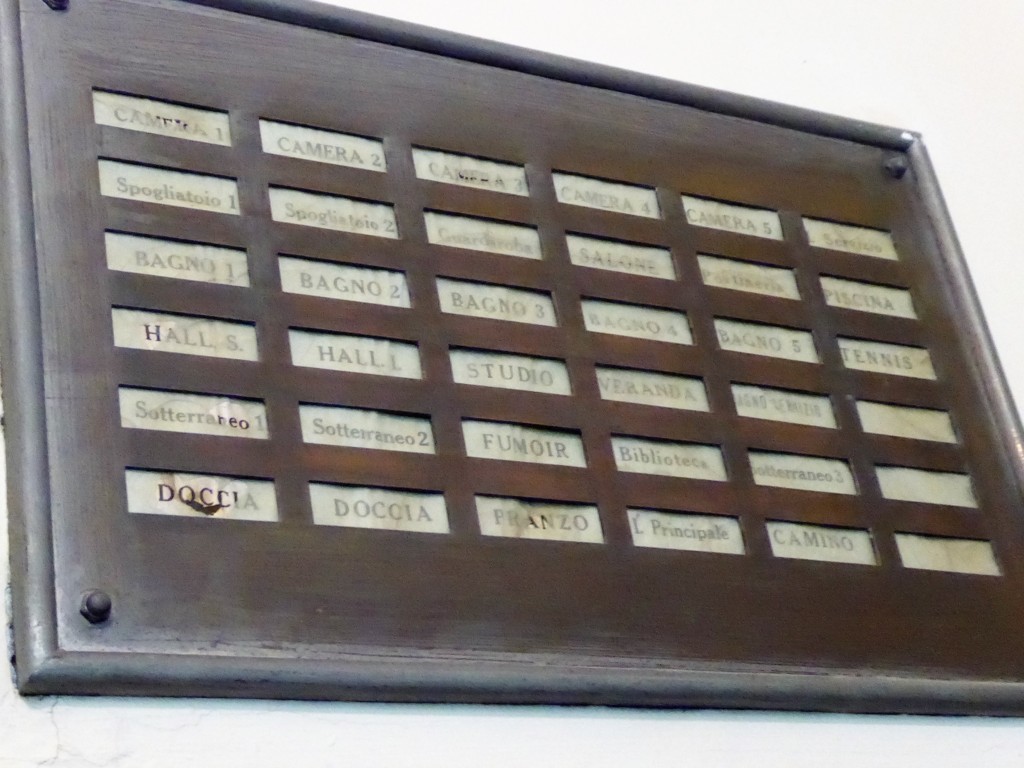 CAMERA 1 CAMERA 2 CAMERA 3 CAMERA 4 CAMERA 5 Servizio
Spogliatoio 1 Spogliatoio 2 Guardaroba SALONE PISCINA
BAGNO 1 BAGNO 2 BAGNO 3 BAGNO 4 BAGNO 5 TENNIS
HALL S. HALL I. STUDIO VERANDA BAGNO SERVIZIO
Sotterraneo 1 Sotterraneo 2 FUMOIR Biblioteca Sotterraneo 3
DOCCIA DOCCIA PRANZO I. Principale CAMINO